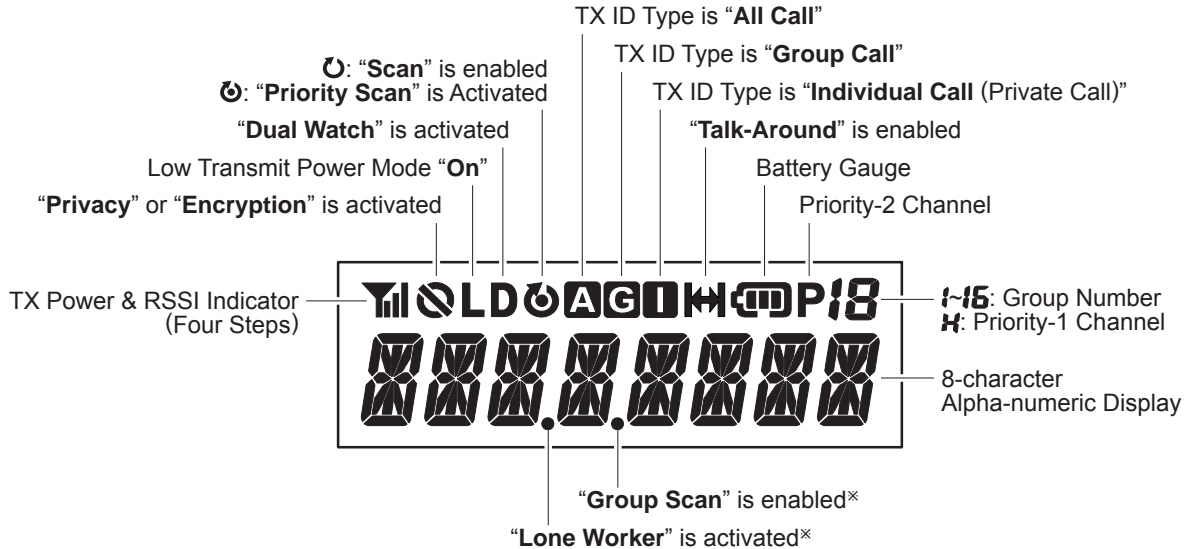 TX ID Type is “All Call”
TX ID Type is “Group Call”
↻: “Scan” is enabled
TX ID Type is “Individual Call (Private Call)”
: “Priority Scan” is Activated
“Dual Watch” is activated
“Talk-Around” is enabled
Low Transmit Power Mode “On”
Battery Gauge
“Privacy” or “Encryption” is activated
Priority-2 Channel
TX Power & RSSI Indicator
(Four Steps)
L D A G I P 18
1~16: Group Number
H: Priority-1 Channel
8-character
Alpha-numeric Display
“Group Scan” is enabled※
“Lone Worker” is activated※